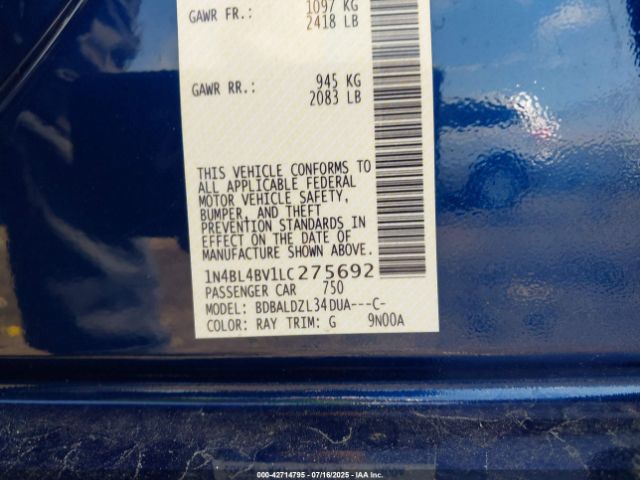 GAWR FR.: 1097 KG
2418 LB
GAWR RR.: 945 KG
2083 LB
THIS VEHICLE CONFORMS TO
ALL APPLICABLE FEDERAL
MOTOR VEHICLE SAFETY,
BUMPER, AND THEFT
PREVENTION STANDARDS IN
EFFECT ON THE DATE OF
MANUFACTURE SHOWN ABOVE.
1N4BL4BV1LC275692
PASSENGER CAR 750
MODEL: BDBALDZL34DUA---C-
COLOR: RAY TRIM: G 9N00A
000-42714795 - 07/16/2025 - IAA Inc.